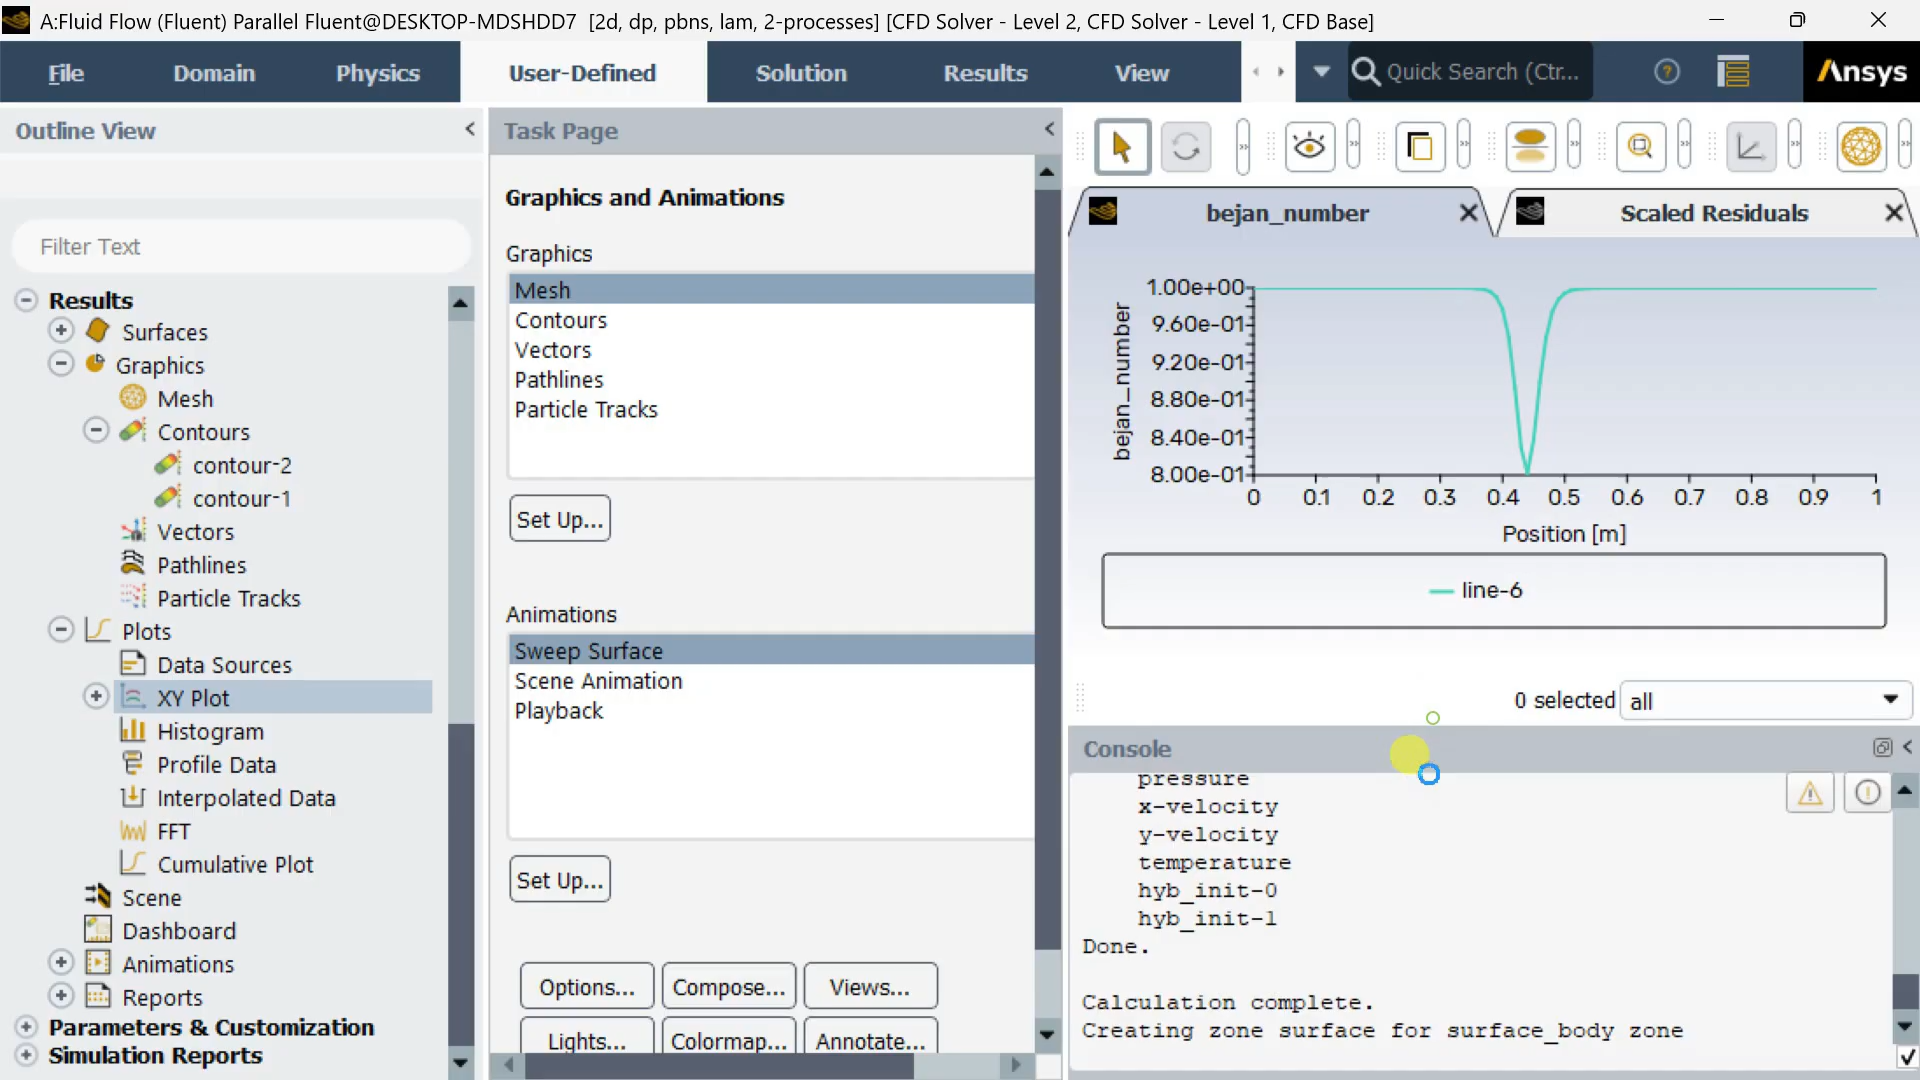 A:Fluid Flow (Fluent) Parallel Fluent@DESKTOP-MDSHDD7 [2d, dp, pbns, lam, 2-processes] [CFD Solver - Level 2, CFD Solver - Level 1, CFD Base]
File Domain Physics User-Defined Solution Results View Quick Search (Ctr... Ansys
Outline View
Filter Text
Results
Surfaces
Graphics
Mesh
Contours
contour-2
contour-1
Vectors
Pathlines
Particle Tracks
Plots
Data Sources
XY Plot
Histogram
Profile Data
Interpolated Data
FFT
Cumulative Plot
Scene
Dashboard
Animations
Reports
Parameters & Customization
Simulation Reports
Task Page
Graphics and Animations
Graphics
Mesh
Contours
Vectors
Pathlines
Particle Tracks
Set Up...
Animations
Sweep Surface
Scene Animation
Playback
Set Up...
Options... Compose... Views...
Lights... Colormap... Annotate...
bejan_number
Scaled Residuals
bejan_number
1.00e+00
9.60e-01
9.20e-01
8.80e-01
8.40e-01
8.00e-01
0 0.1 0.2 0.3 0.4 0.5 0.6 0.7 0.8 0.9 1
Position [m]
line-6
0 selected all
Console
pressure
x-velocity
y-velocity
temperature
hyb_init-0
hyb_init-1
Done.
Calculation complete.
Creating zone surface for surface_body zone